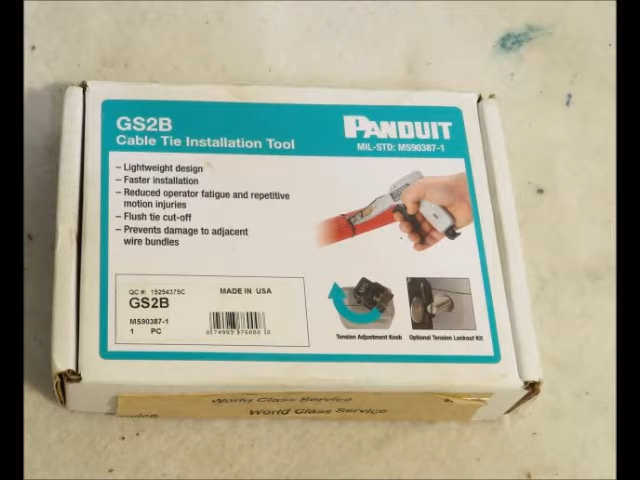 GS2B
Cable Tie Installation Tool
PANDUIT
MIL-STD: MS90387-1
– Lightweight design
– Faster installation
– Reduced operator fatigue and repetitive
motion injuries
– Flush tie cut-off
– Prevents damage to adjacent
wire bundles
QC #: 15254375C
MADE IN USA
GS2B
MS90387-1
1 PC
Tension Adjustment Knob
Optional Tension Lockout Kit
World Class Service
World Class Service